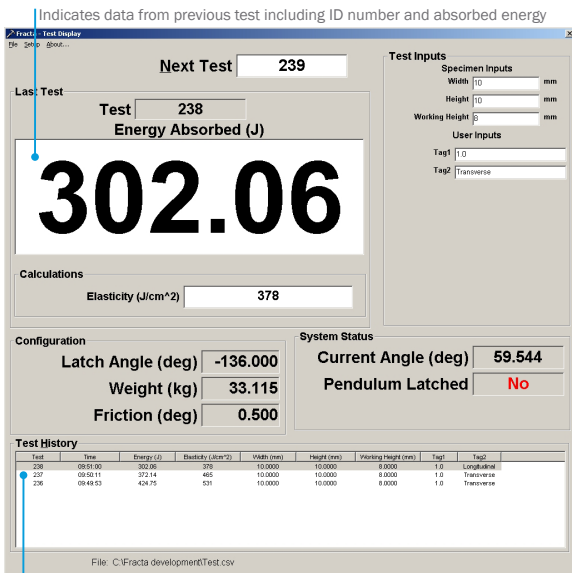 Indicates data from previous test including ID number and absorbed energy
Fracta - Test Display
File Setup About...
Next Test 239
Last Test
Test 238
Energy Absorbed (J)
302.06
Calculations
Elasticity (J/cm^2) 378
Test Inputs
Specimen Inputs
Width 10 mm
Height 10 mm
Working Height 8 mm
User Inputs
Tag1 1.0
Tag2 Transverse
Configuration
Latch Angle (deg) -136.000
Weight (kg) 33.115
Friction (deg) 0.500
System Status
Current Angle (deg) 59.544
Pendulum Latched No
Test History
Test Time Energy (J) Elasticity (J/cm^2) Width (mm) Height (mm) Working Height (mm) Tag1 Tag2
238 09:51:00 302.06 378 10.0000 10.0000 8.0000 1.0 Longitudinal
237 09:50:11 372.14 465 10.0000 10.0000 8.0000 1.0 Transverse
236 09:49:53 424.75 531 10.0000 10.0000 8.0000 1.0 Transverse
File: C:\Fracta development\Test.csv